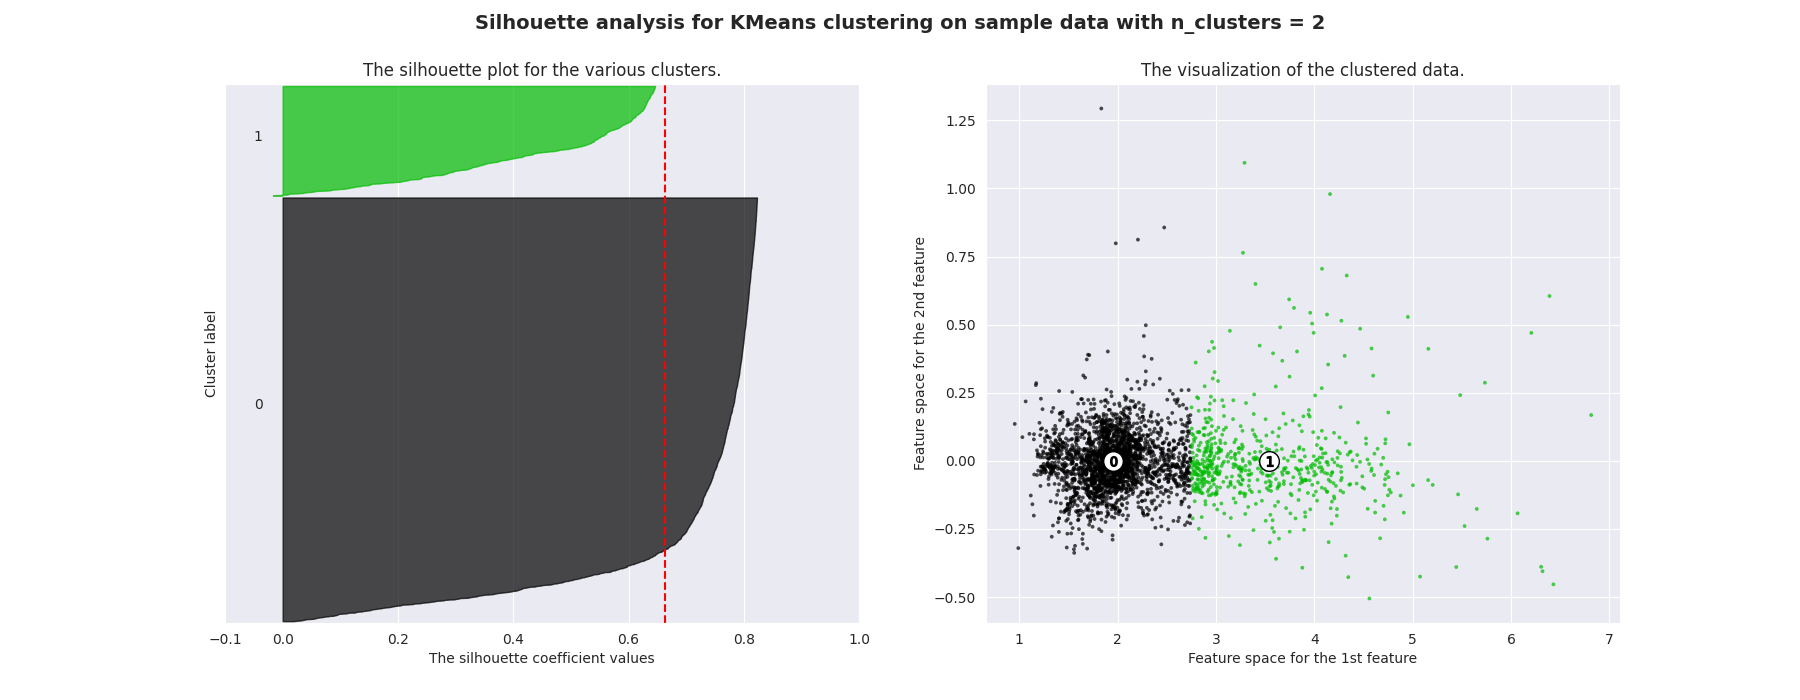 Silhouette analysis for KMeans clustering on sample data with n_clusters = 2
The silhouette plot for the various clusters.
1
0
Cluster label
−0.1 0.0 0.2 0.4 0.6 0.8 1.0
The silhouette coefficient values
The visualization of the clustered data.
1.25
1.00
0.75
0.50
0.25
0.00
−0.25
−0.50
Feature space for the 2nd feature
0 1
1 2 3 4 5 6 7
Feature space for the 1st feature